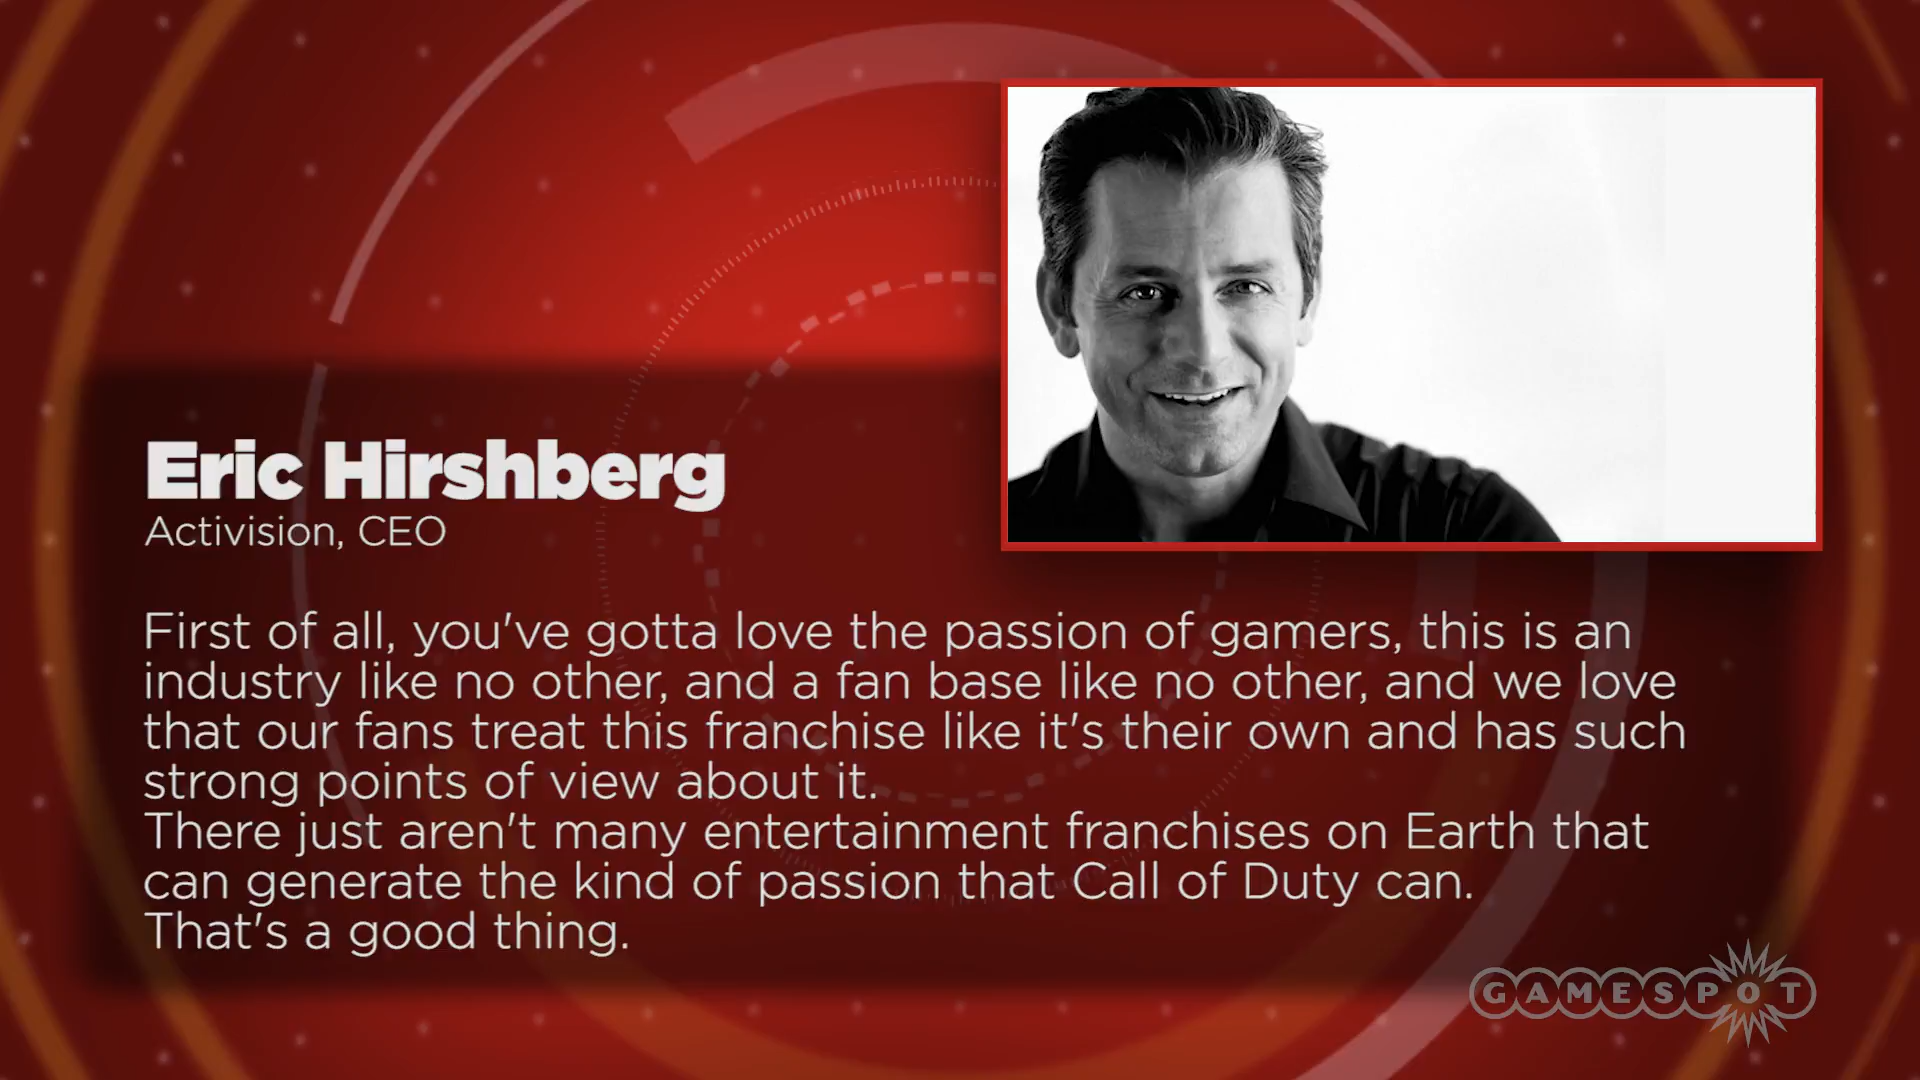 Eric Hirshberg
Activision, CEO
First of all, you've gotta love the passion of gamers, this is an
industry like no other, and a fan base like no other, and we love
that our fans treat this franchise like it's their own and has such
strong points of view about it.
There just aren't many entertainment franchises on Earth that
can generate the kind of passion that Call of Duty can.
That's a good thing.
GAMESPOT